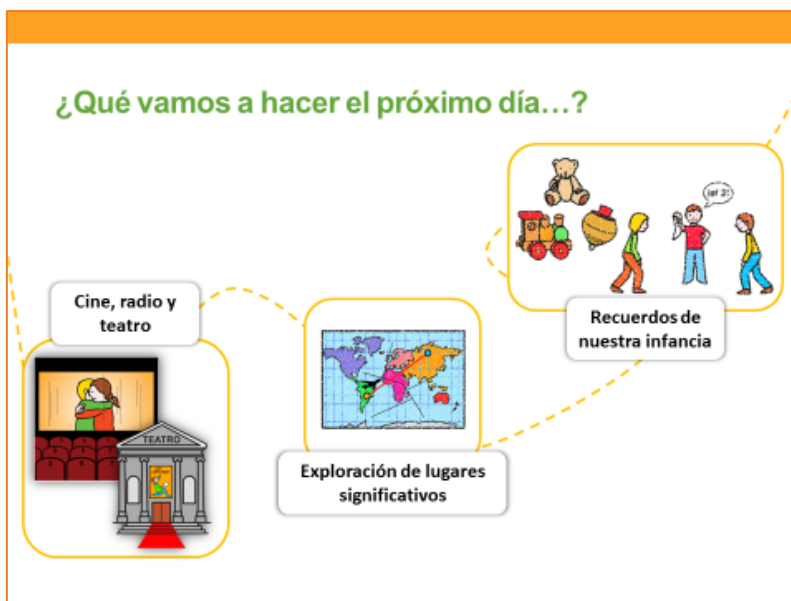 ¿Qué vamos a hacer el próximo día...?
Cine, radio y
teatro
TEATRO
Exploración de lugares
significativos
Recuerdos de
nuestra infancia